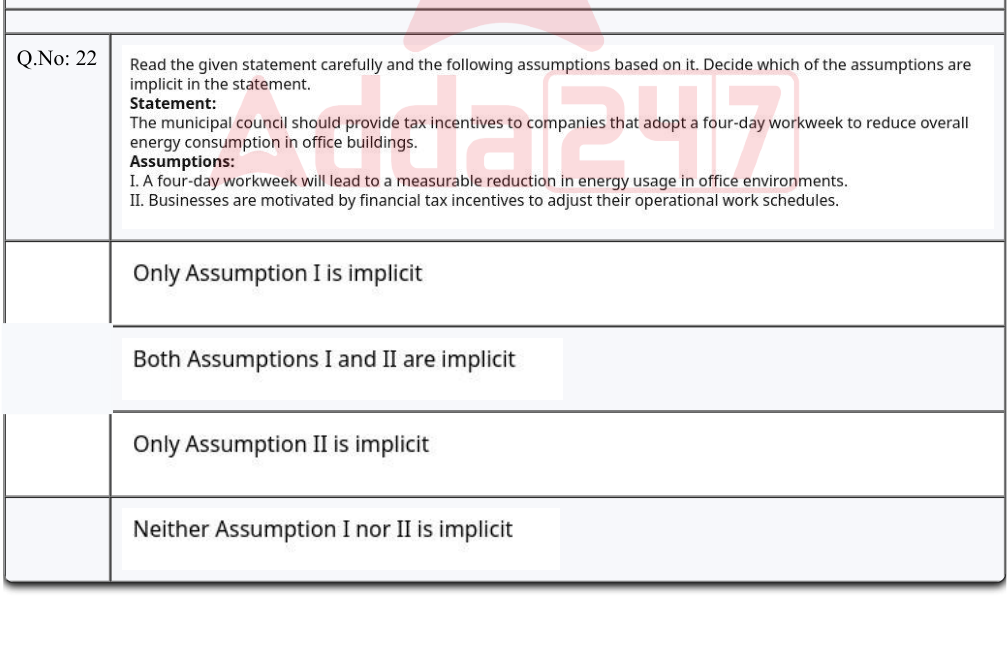 Q.No: 22
Read the given statement carefully and the following assumptions based on it. Decide which of the assumptions are
implicit in the statement.
Statement:
The municipal council should provide tax incentives to companies that adopt a four-day workweek to reduce overall
energy consumption in office buildings.
Assumptions:
I. A four-day workweek will lead to a measurable reduction in energy usage in office environments.
II. Businesses are motivated by financial tax incentives to adjust their operational work schedules.
Adda247
Only Assumption I is implicit
Both Assumptions I and II are implicit
Only Assumption II is implicit
Neither Assumption I nor II is implicit